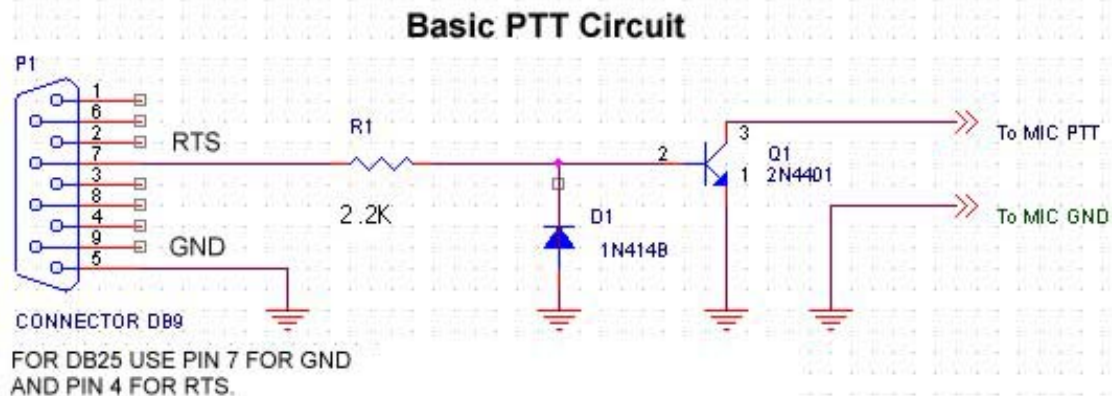 Basic PTT Circuit
P1
1
6
2
RTS
7
3
8
4
9
GND
5
CONNECTOR DB9
R1
2.2K
D1
1N414B
2
3
1
Q1
2N4401
To MIC PTT
To MIC GND
FOR DB25 USE PIN 7 FOR GND
AND PIN 4 FOR RTS.